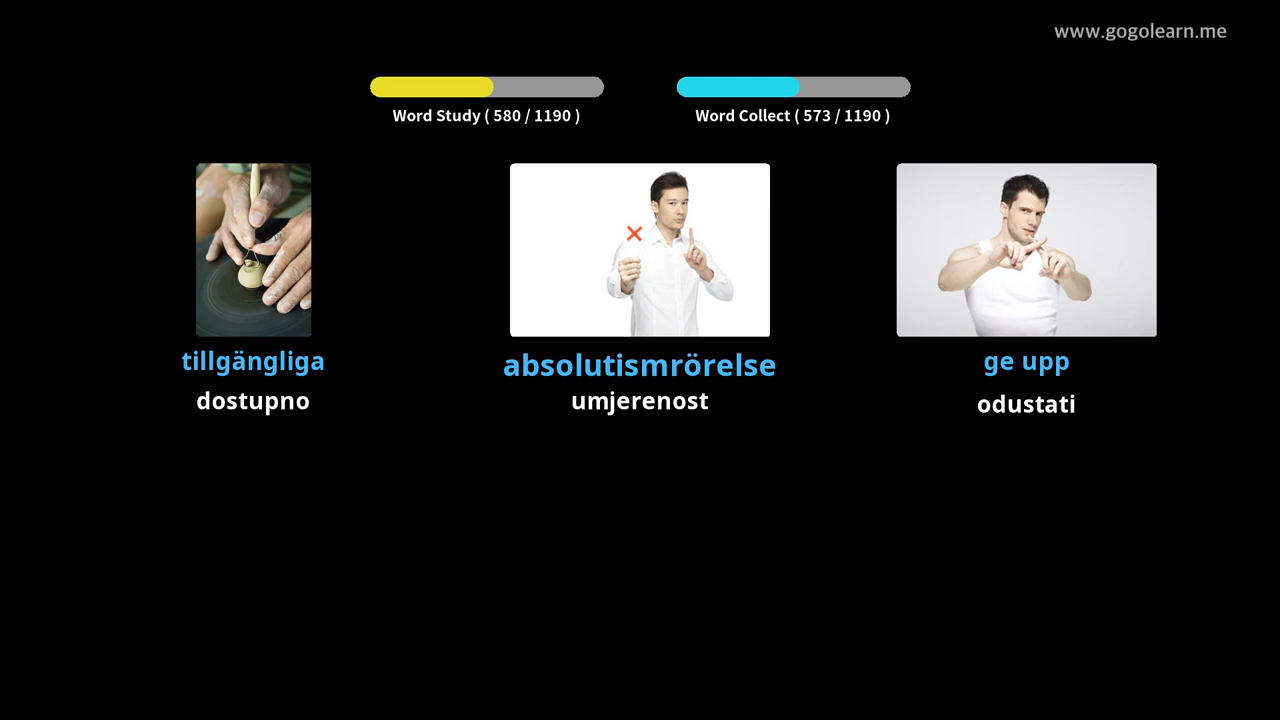 www.gogolearn.me
Word Study ( 580 / 1190 )
Word Collect ( 573 / 1190 )
tillgängliga
absolutismrörelse
ge upp
dostupno
umjerenost
odustati